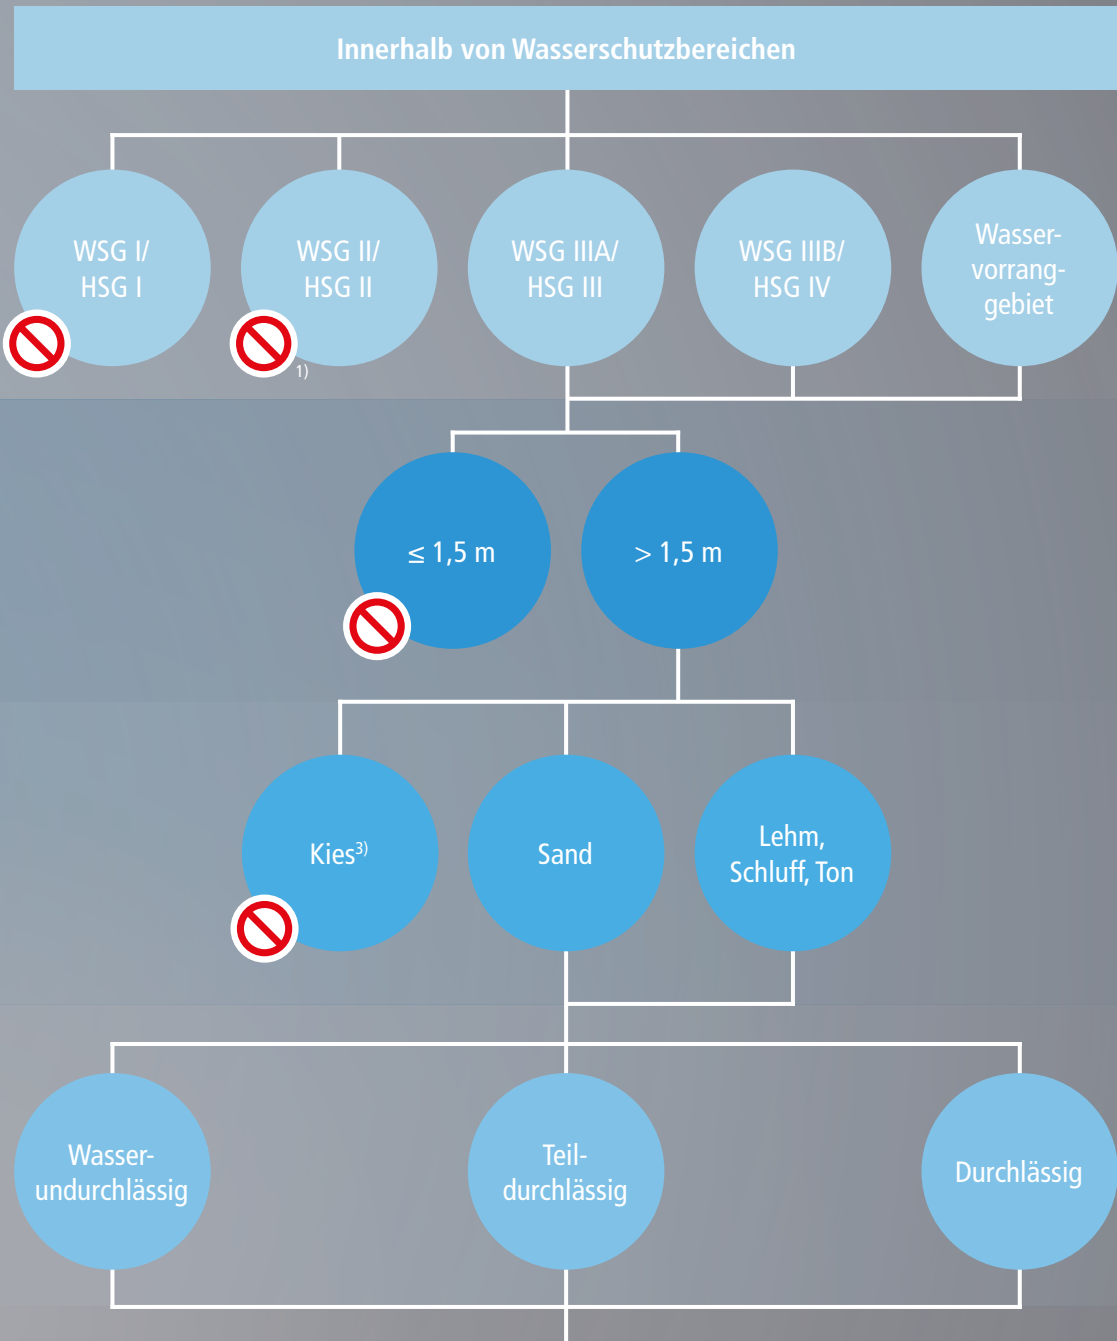 Innerhalb von Wasserschutzbereichen
WSG I/
HSG I
WSG II/
HSG II
1)
WSG IIIA/
HSG III
WSG IIIB/
HSG IV
Wasser-
vorrang-
gebiet
≤ 1,5 m
> 1,5 m
Kies3)
Sand
Lehm,
Schluff, Ton
Wasser-
undurchlässig
Teil-
durchlässig
Durchlässig